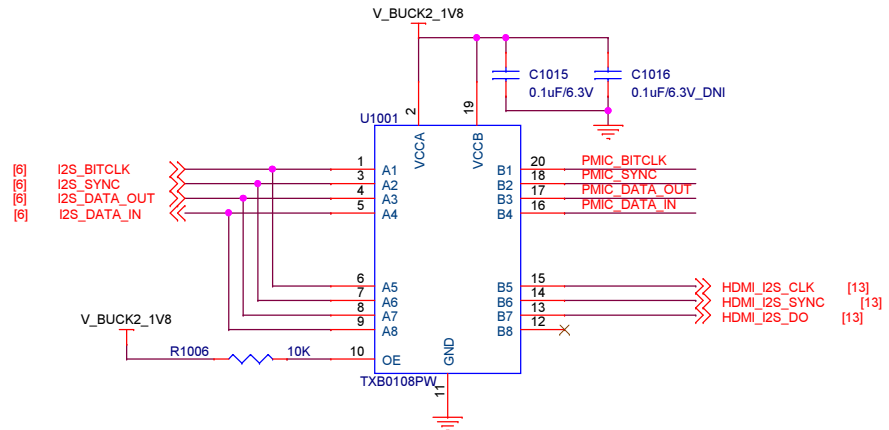 V_BUCK2_1V8
C1015
0.1uF/6.3V
C1016
0.1uF/6.3V_DNI
2
19
U1001
VCCA
VCCB
[6] I2S_BITCLK 1 A1 B1 20 PMIC_BITCLK
[6] I2S_SYNC 3 A2 B2 18 PMIC_SYNC
[6] I2S_DATA_OUT 4 A3 B3 17 PMIC_DATA_OUT
[6] I2S_DATA_IN 5 A4 B4 16 PMIC_DATA_IN
6 A5 B5 15 HDMI_I2S_CLK [13]
7 A6 B6 14 HDMI_I2S_SYNC [13]
8 A7 B7 13 HDMI_I2S_DO [13]
9 A8 B8 12
V_BUCK2_1V8
R1006 10K 10 OE
GND
TXB0108PW
11